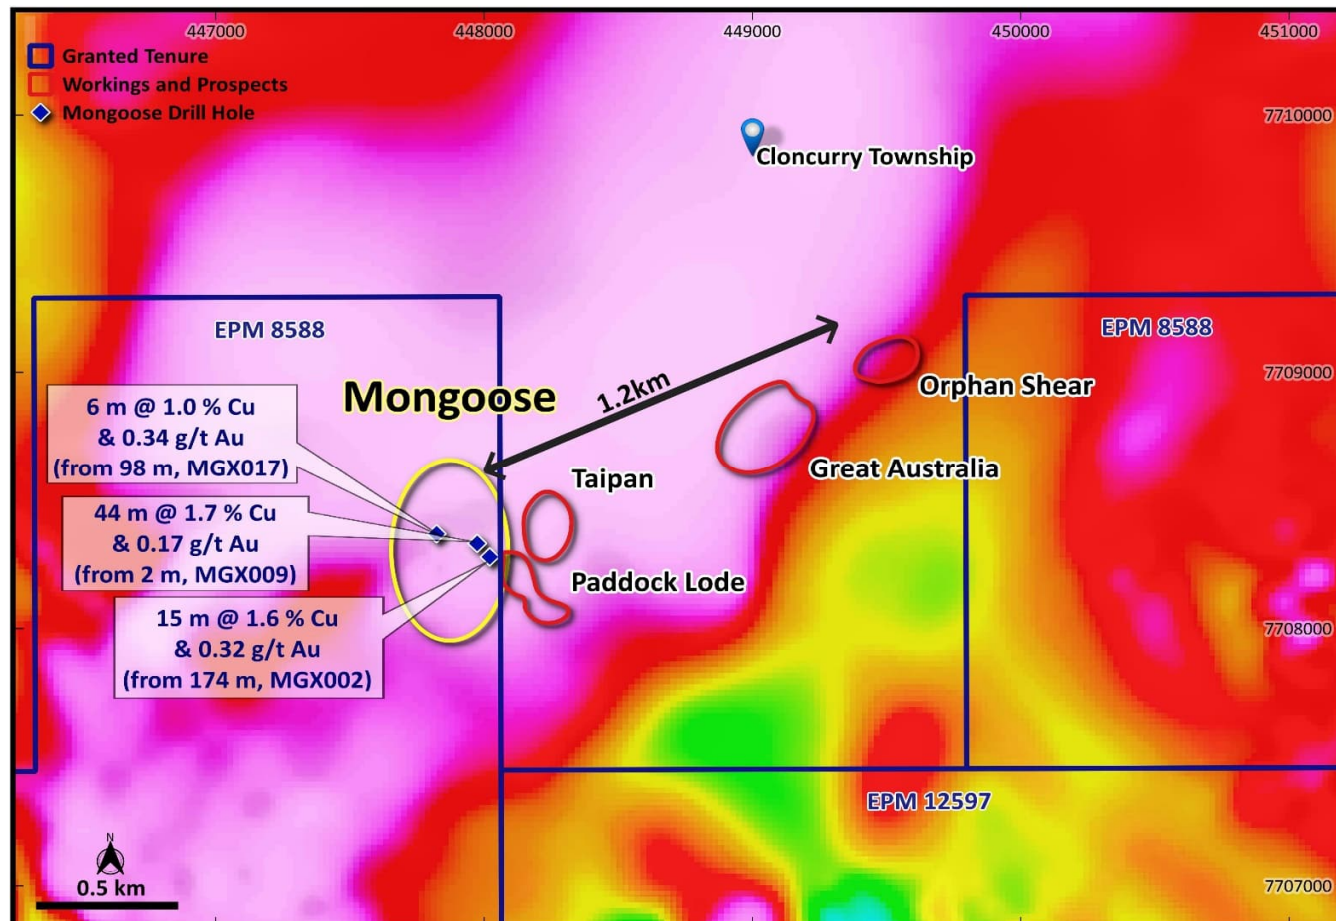 447000
448000
449000
450000
451000
Granted Tenure
Workings and Prospects
Mongoose Drill Hole
7710000
Cloncurry Township
EPM 8588
EPM 8588
7709000
1.2km
Orphan Shear
Mongoose
6 m @ 1.0 % Cu
& 0.34 g/t Au
(from 98 m, MGX017)
Great Australia
Taipan
44 m @ 1.7 % Cu
& 0.17 g/t Au
(from 2 m, MGX009)
Paddock Lode
15 m @ 1.6 % Cu
& 0.32 g/t Au
(from 174 m, MGX002)
7708000
EPM 12597
N
0.5 km
7707000